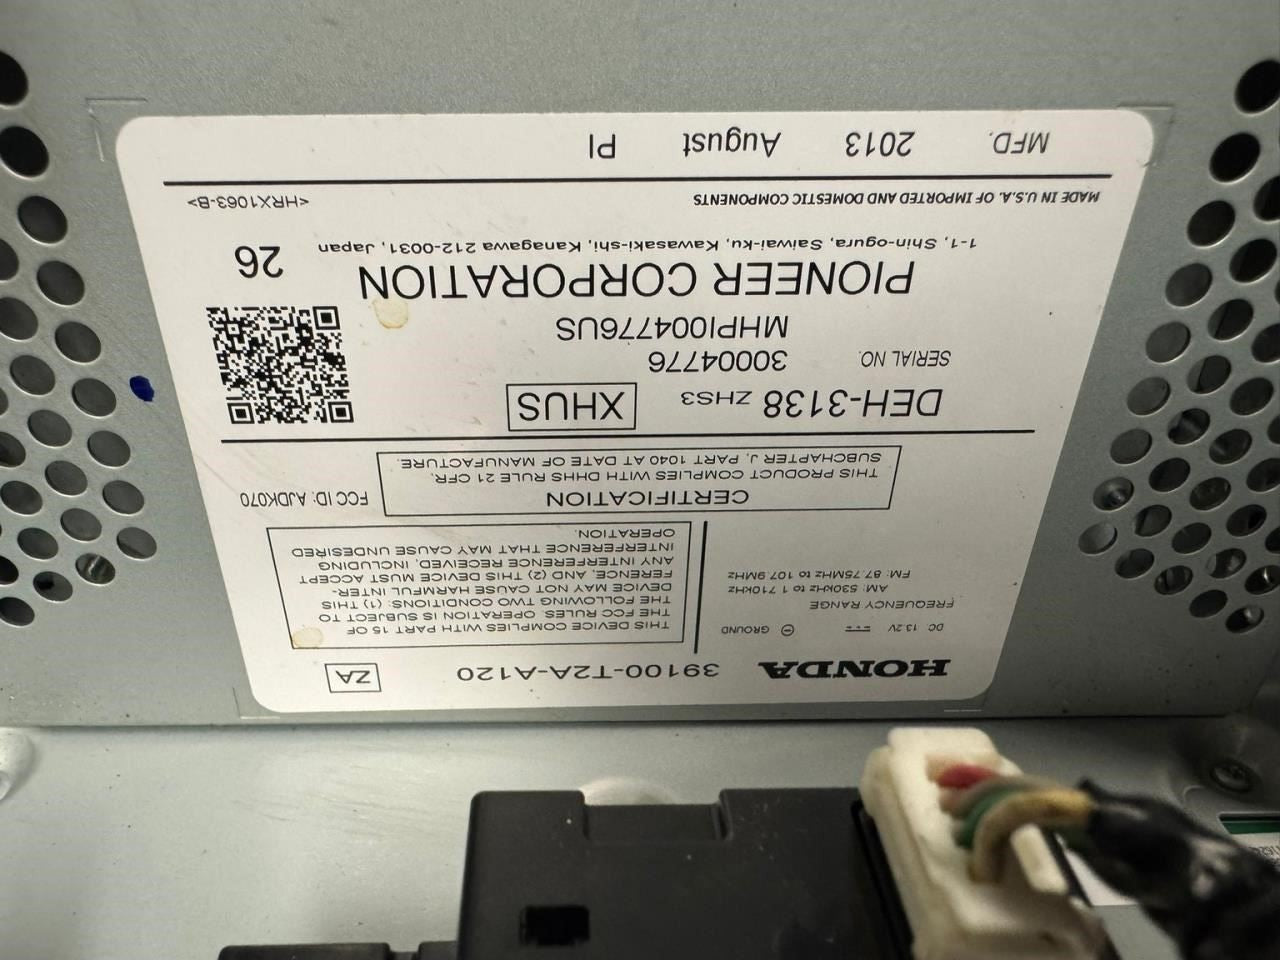 HONDA 39100-T2A-A120 ZA
DC. 13.2V GROUND
FREQUENCY RANGE
AM: 530kHz to 1 710kHz
FM: 87.75MHz to 107.9MHz
THIS DEVICE COMPLIES WITH PART 15 OF
THE FCC RULES. OPERATION IS SUBJECT TO
THE FOLLOWING TWO CONDITIONS: (1) THIS
DEVICE MAY NOT CAUSE HARMFUL INTER-
FERENCE, AND (2) THIS DEVICE MUST ACCEPT
ANY INTERFERENCE RECEIVED, INCLUDING
INTERFERENCE THAT MAY CAUSE UNDESIRED
OPERATION.
CERTIFICATION
THIS PRODUCT COMPLIES WITH DHHS RULE 21 CFR.
SUBCHAPTER J, PART 1040 AT DATE OF MANUFACTURE.
FCC ID: AJDK070
DEH-3138 ZHS3 XHUS
SERIAL NO. 30004776
MHPI004776US
PIONEER CORPORATION 26
1-1, Shin-ogura, Saiwai-ku, Kawasaki-shi, Kanagawa 212-0031, Japan
MADE IN U.S.A. OF IMPORTED AND DOMESTIC COMPONENTS <HRX1063-B>
MFD. 2013 August PI